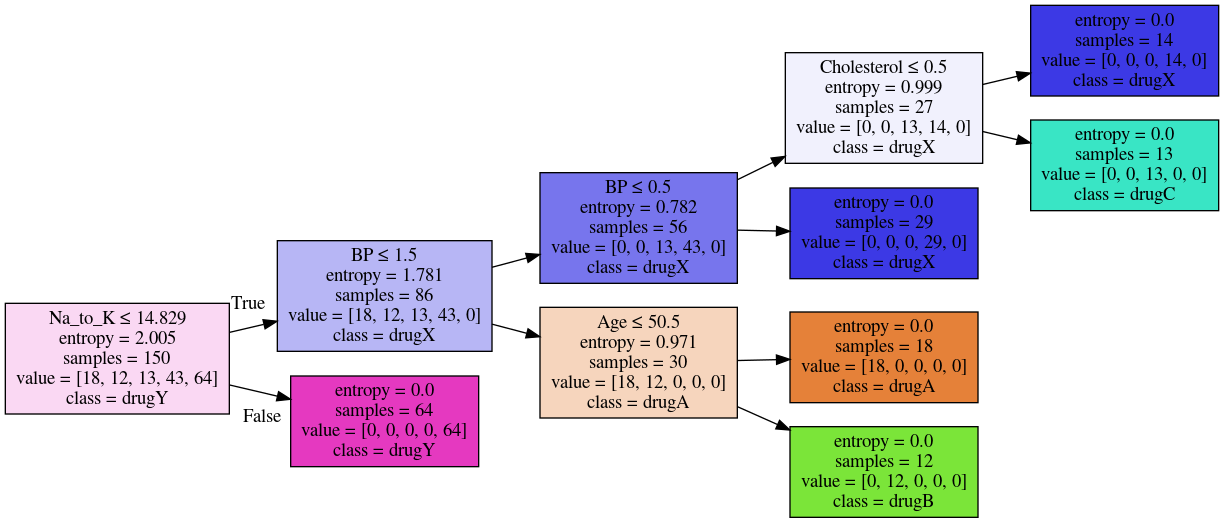 Na_to_K ≤ 14.829
entropy = 2.005
samples = 150
value = [18, 12, 13, 43, 64]
class = drugY
True
False
BP ≤ 1.5
entropy = 1.781
samples = 86
value = [18, 12, 13, 43, 0]
class = drugX
entropy = 0.0
samples = 64
value = [0, 0, 0, 0, 64]
class = drugY
BP ≤ 0.5
entropy = 0.782
samples = 56
value = [0, 0, 13, 43, 0]
class = drugX
Age ≤ 50.5
entropy = 0.971
samples = 30
value = [18, 12, 0, 0, 0]
class = drugA
Cholesterol ≤ 0.5
entropy = 0.999
samples = 27
value = [0, 0, 13, 14, 0]
class = drugX
entropy = 0.0
samples = 29
value = [0, 0, 0, 29, 0]
class = drugX
entropy = 0.0
samples = 18
value = [18, 0, 0, 0, 0]
class = drugA
entropy = 0.0
samples = 12
value = [0, 12, 0, 0, 0]
class = drugB
entropy = 0.0
samples = 14
value = [0, 0, 0, 14, 0]
class = drugX
entropy = 0.0
samples = 13
value = [0, 0, 13, 0, 0]
class = drugC